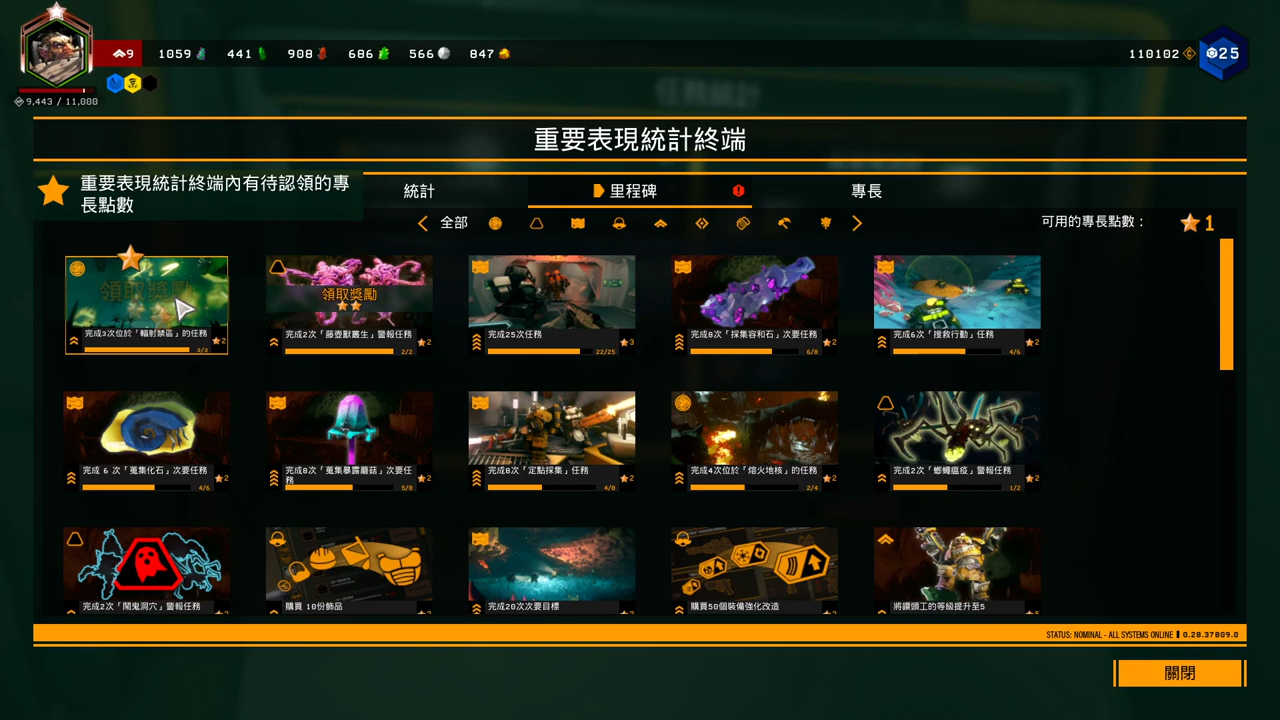 9
1059
441
908
686
566
847
110102
25
9,443 / 11,000
任務統計
重要表現統計終端
重要表現統計終端內有待認領的專
長點數
統計
里程碑
專長
全部
可用的專長點數：
1
領取獎勵
完成3次位於「輻射禁區」的任務
2
3/3
領取獎勵
完成2次「藤壺獸叢生」警報任務
2
2/2
完成25次任務
3
22/25
完成8次「採集容和石」次要任務
2
6/8
完成6次「搜救行動」任務
2
4/6
完成 6 次「蒐集化石」次要任務
2
4/6
完成8次「蒐集暴露蘑菇」次要任
務
2
5/8
完成8次「定點採集」任務
2
4/8
完成4次位於「熔火地核」的任務
2
2/4
完成2次「螂蠅瘟疫」警報任務
2
1/2
完成2次「鬧鬼洞穴」警報任務
購買 10份飾品
完成20次次要目標
購買50個裝備強化改造
將鑽頭工的等級提升至5
STATUS: NOMINAL - ALL SYSTEMS ONLINE
0.28.37809.0
關閉